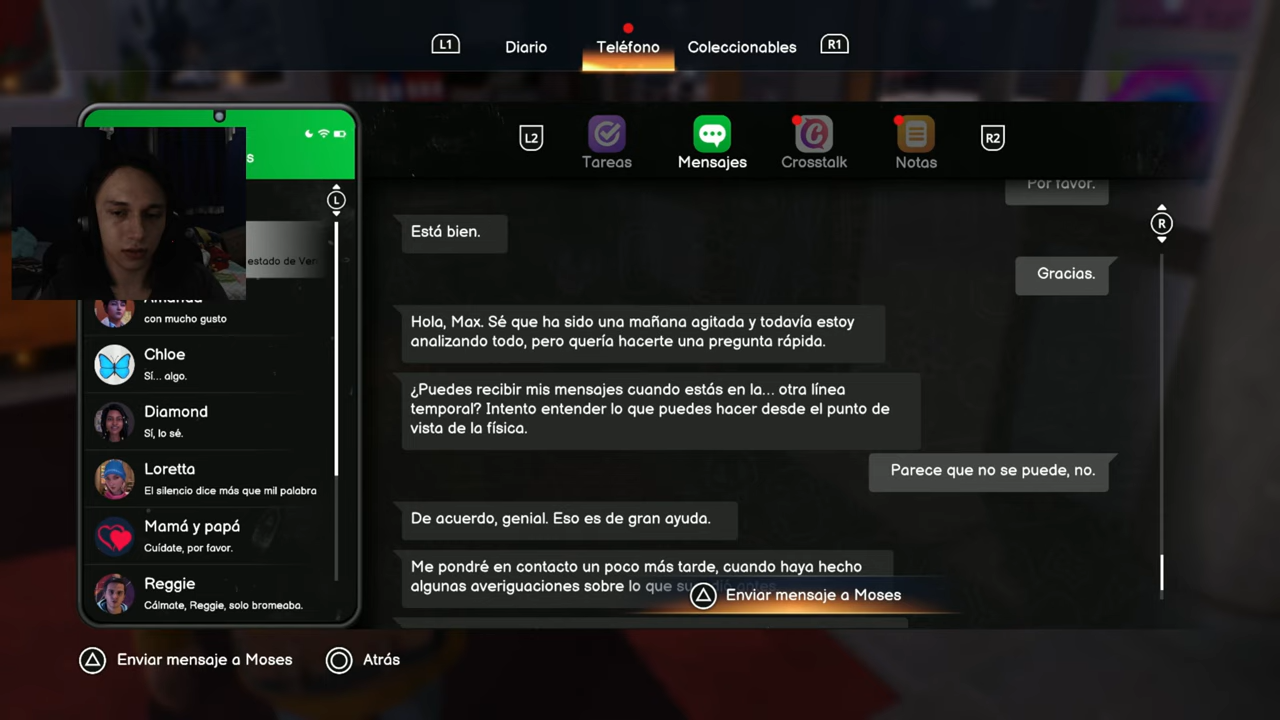 L1
Diario
Teléfono
Coleccionables
R1
L2
Tareas
Mensajes
Crosstalk
Notas
R2
L
estado de Ver
Amanda
con mucho gusto
Chloe
Sí... algo.
Diamond
Sí, lo sé.
Loretta
El silencio dice más que mil palabra
Mamá y papá
Cuídate, por favor.
Reggie
Cálmate, Reggie, solo bromeaba.
R
Por favor.
Está bien.
Gracias.
Hola, Max. Sé que ha sido una mañana agitada y todavía estoy
analizando todo, pero quería hacerte una pregunta rápida.
¿Puedes recibir mis mensajes cuando estás en la... otra línea
temporal? Intento entender lo que puedes hacer desde el punto de
vista de la física.
Parece que no se puede, no.
De acuerdo, genial. Eso es de gran ayuda.
Me pondré en contacto un poco más tarde, cuando haya hecho
algunas averiguaciones sobre lo que sucedió antes.
Enviar mensaje a Moses
Enviar mensaje a Moses
Atrás